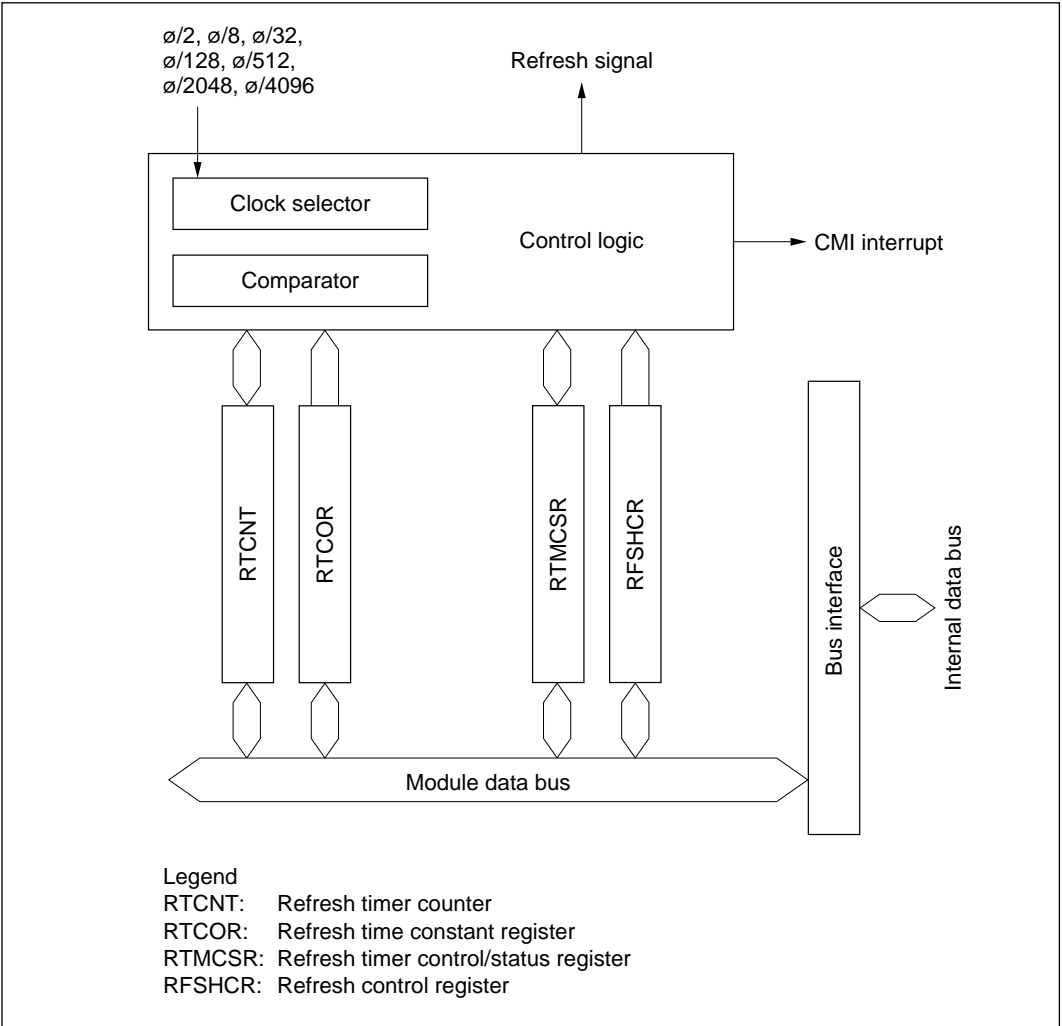 ø/2, ø/8, ø/32,
ø/128, ø/512,
ø/2048, ø/4096
Refresh signal
Clock selector
Control logic
CMI interrupt
Comparator
RTCNT
RTCOR
RTMCSR
RFSHCR
Bus interface
Internal data bus
Module data bus
Legend
RTCNT: Refresh timer counter
RTCOR: Refresh time constant register
RTMCSR: Refresh timer control/status register
RFSHCR: Refresh control register